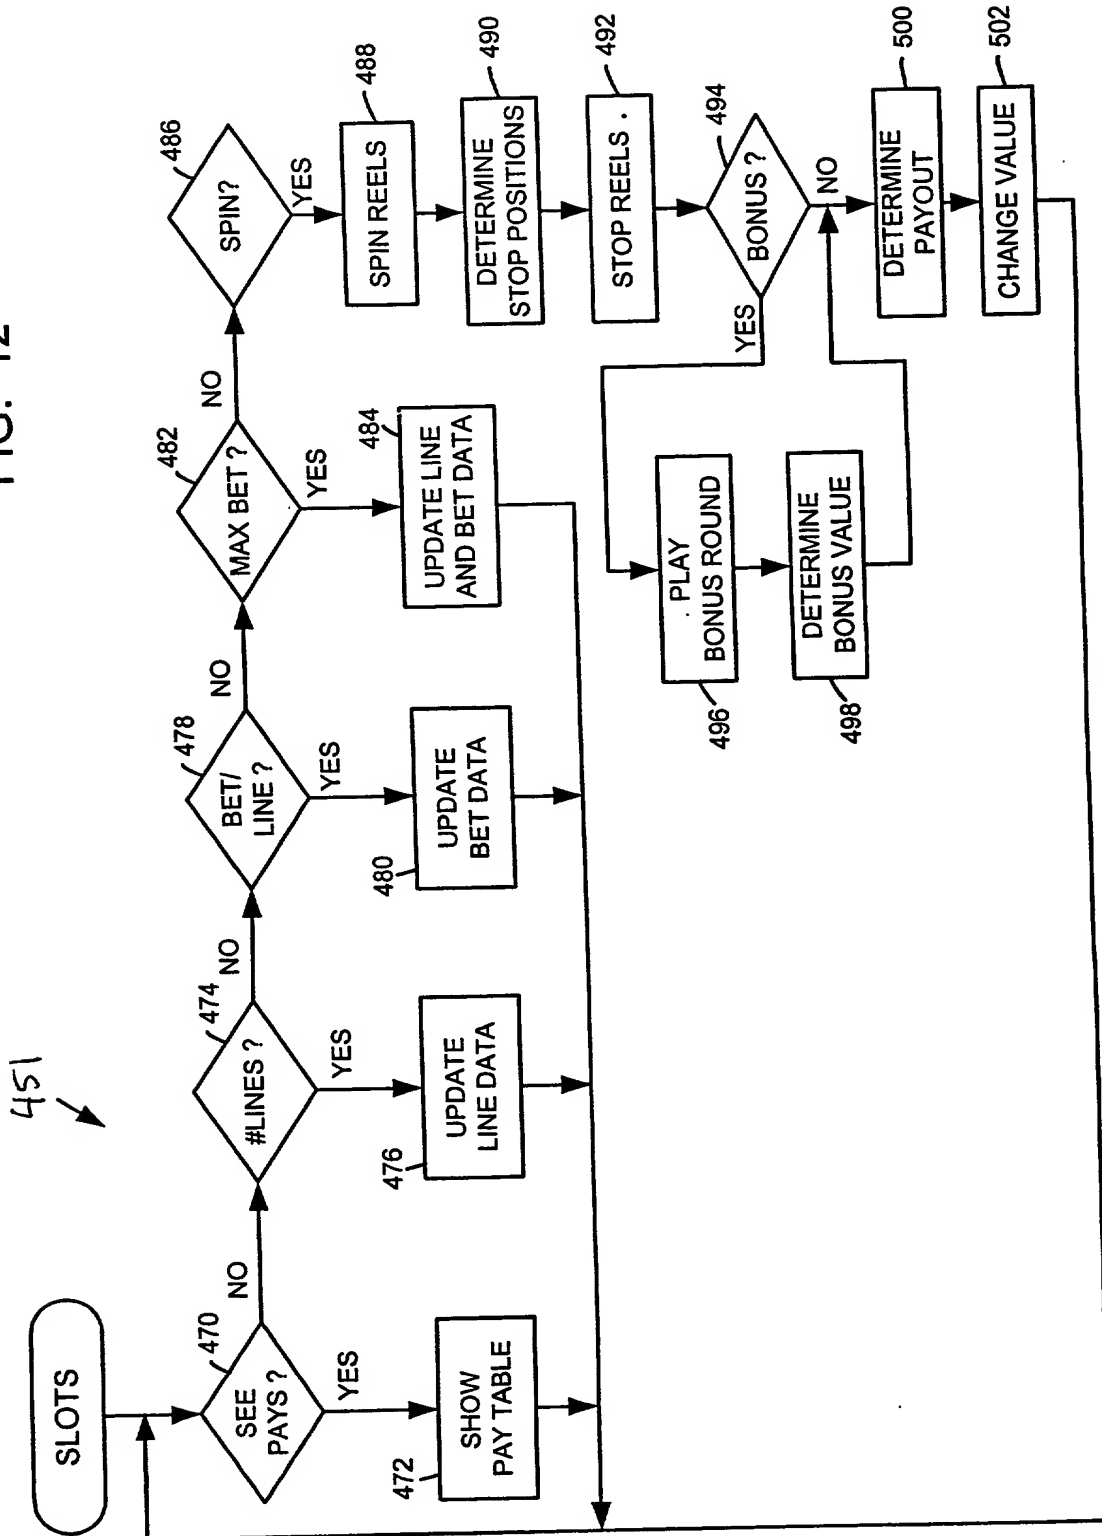 FIG. 12
451
SLOTS
470
SEE
PAYS ?
NO
YES
472
SHOW
PAY TABLE
474
#LINES ?
NO
YES
476
UPDATE
LINE DATA
478
BET/
LINE ?
NO
YES
480
UPDATE
BET DATA
482
MAX BET ?
NO
YES
484
UPDATE LINE
AND BET DATA
486
SPIN?
YES
488
SPIN REELS
490
DETERMINE
STOP POSITIONS
492
STOP REELS .
494
BONUS ?
YES
NO
496
PLAY
BONUS ROUND
498
DETERMINE
BONUS VALUE
500
DETERMINE
PAYOUT
502
CHANGE VALUE